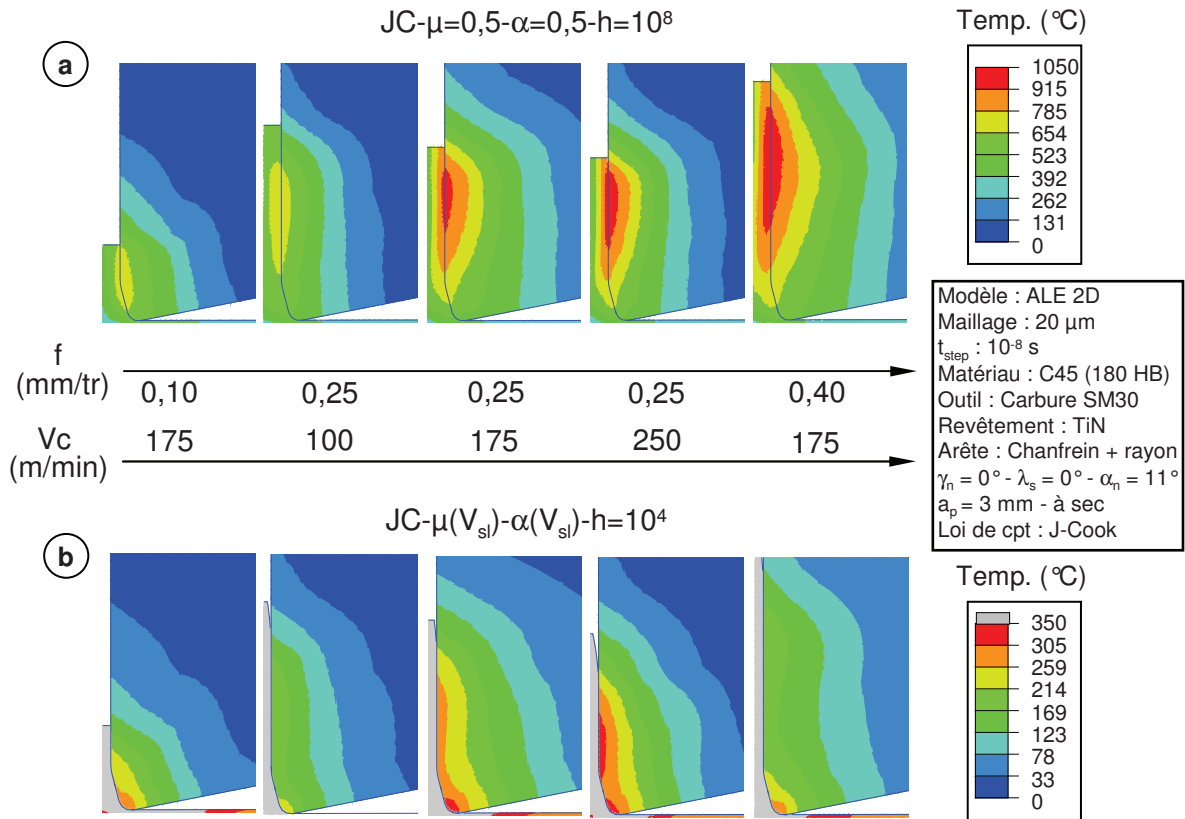 JC-µ=0,5-α=0,5-h=10⁸
Temp. (°C)
a
1050
915
785
654
523
392
262
131
0
f
(mm/tr)
0,10 0,25 0,25 0,25 0,40
Vc
(m/min)
175 100 175 250 175
Modèle : ALE 2D
Maillage : 20 µm
t_step : 10⁻⁸ s
Matériau : C45 (180 HB)
Outil : Carbure SM30
Revêtement : TiN
Arête : Chanfrein + rayon
γₙ = 0° - λₛ = 0° - αₙ = 11°
aₚ = 3 mm - à sec
Loi de cpt : J-Cook
JC-µ(V_sl)-α(V_sl)-h=10⁴
b
Temp. (°C)
350
305
259
214
169
123
78
33
0